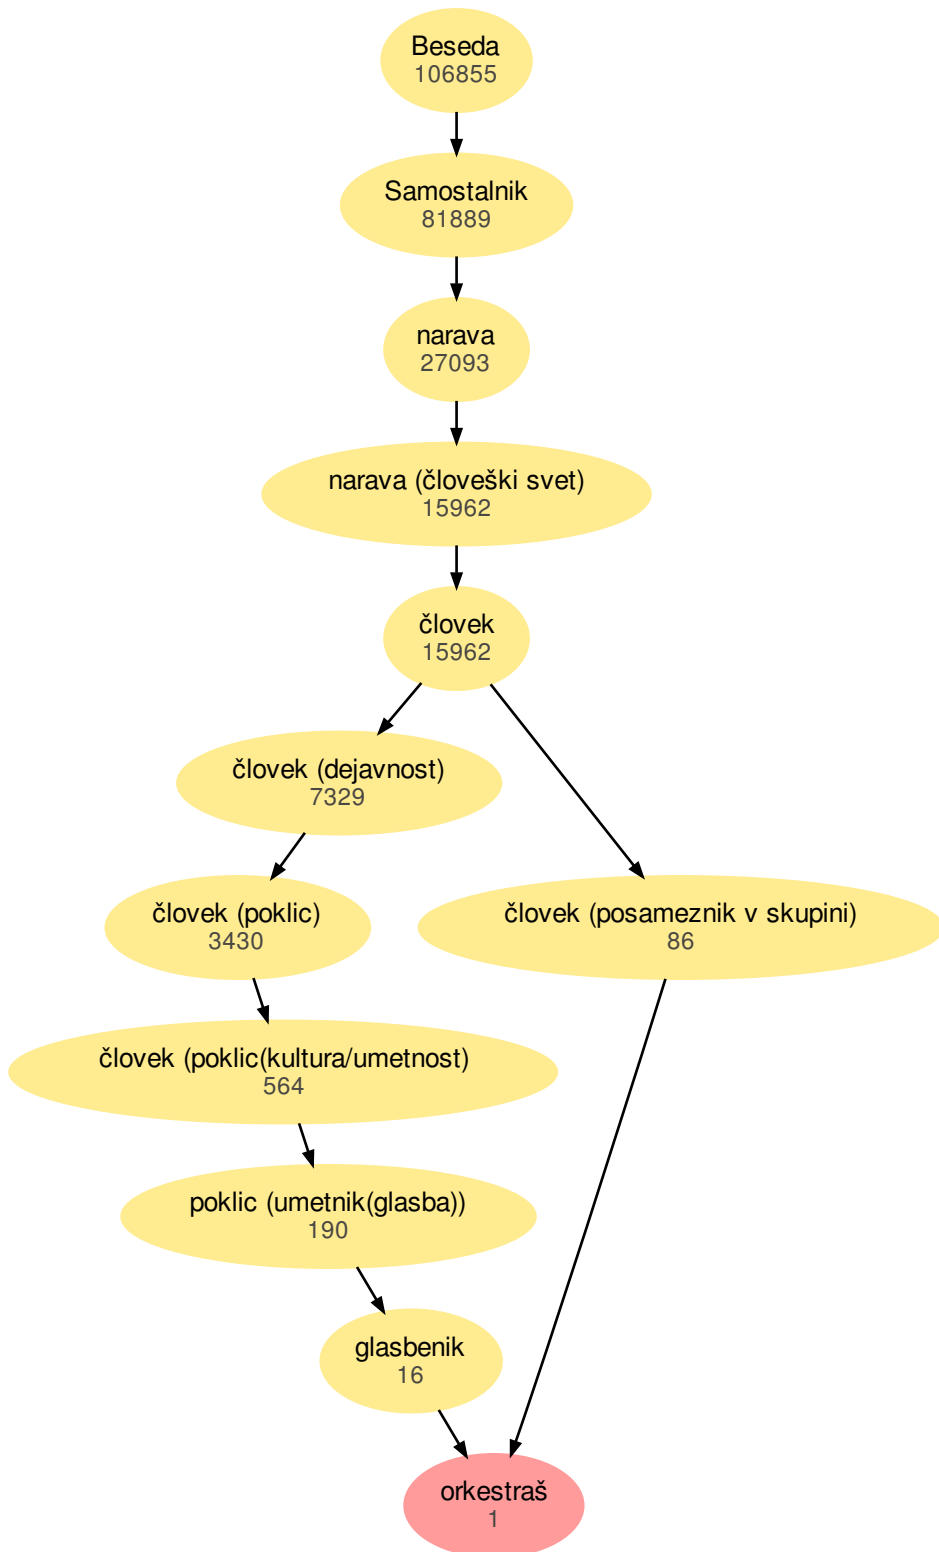 Beseda
106855
Samostalnik
81889
narava
27093
narava (človeški svet)
15962
človek
15962
človek (dejavnost)
7329
človek (poklic)
3430
človek (posameznik v skupini)
86
človek (poklic(kultura/umetnost)
564
poklic (umetnik(glasba))
190
glasbenik
16
orkestraš
1